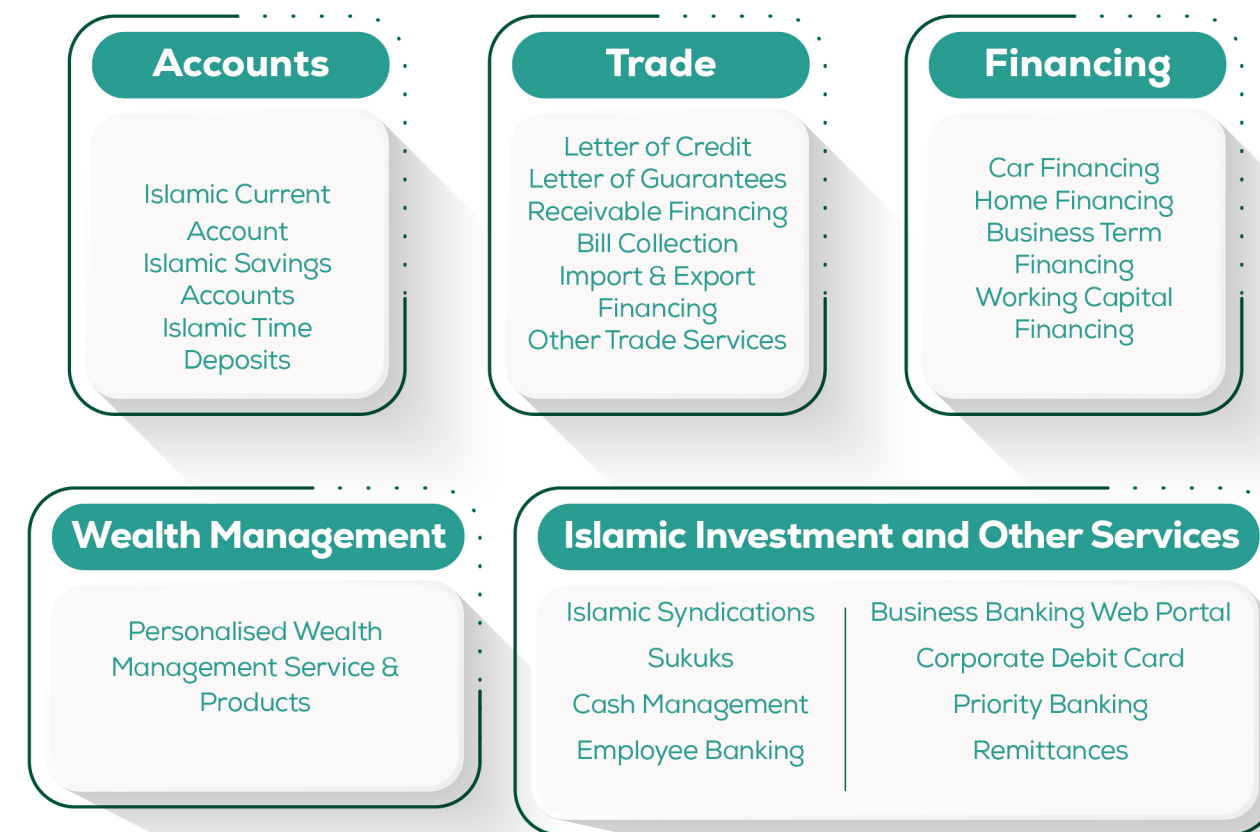 Accounts
Islamic Current
Account
Islamic Savings
Accounts
Islamic Time
Deposits
Trade
Letter of Credit
Letter of Guarantees
Receivable Financing
Bill Collection
Import & Export
Financing
Other Trade Services
Financing
Car Financing
Home Financing
Business Term
Financing
Working Capital
Financing
Wealth Management
Personalised Wealth
Management Service &
Products
Islamic Investment and Other Services
Islamic Syndications
Sukuks
Cash Management
Employee Banking
Business Banking Web Portal
Corporate Debit Card
Priority Banking
Remittances